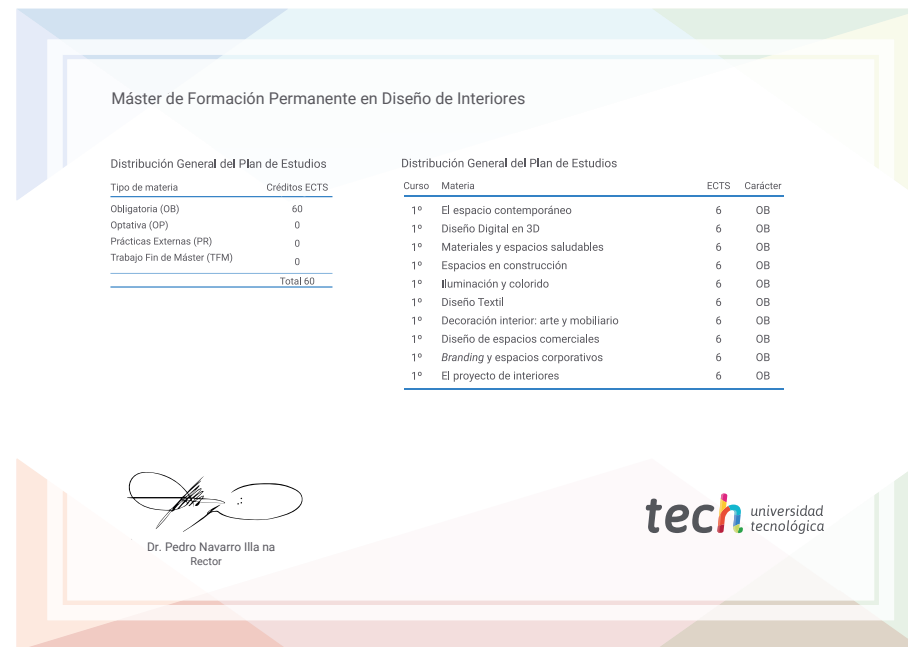 Máster de Formación Permanente en Diseño de Interiores
Distribución General del Plan de Estudios
Tipo de materia Créditos ECTS
Obligatoria (OB) 60
Optativa (OP) 0
Prácticas Externas (PR) 0
Trabajo Fin de Máster (TFM) 0
Total 60
Distribución General del Plan de Estudios
Curso Materia ECTS Carácter
1º El espacio contemporáneo 6 OB
1º Diseño Digital en 3D 6 OB
1º Materiales y espacios saludables 6 OB
1º Espacios en construcción 6 OB
1º Iluminación y colorido 6 OB
1º Diseño Textil 6 OB
1º Decoración interior: arte y mobiliario 6 OB
1º Diseño de espacios comerciales 6 OB
1º Branding y espacios corporativos 6 OB
1º El proyecto de interiores 6 OB
Dr. Pedro Navarro Illa na
Rector
tech universidad
tecnológica